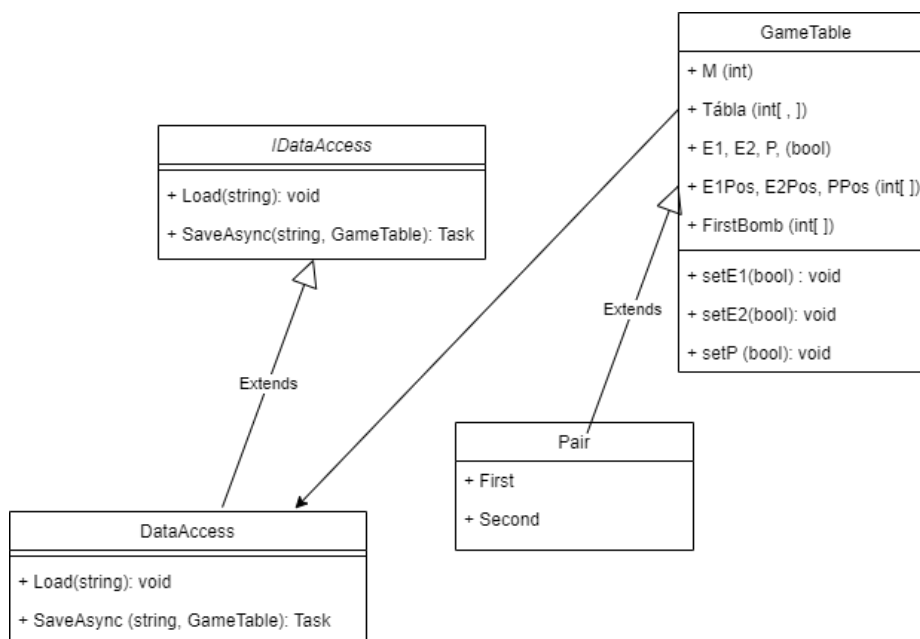 GameTable
+ M (int)
+ Tábla (int[ , ])
+ E1, E2, P, (bool)
+ E1Pos, E2Pos, PPos (int[ ])
+ FirstBomb (int[ ])
+ setE1(bool) : void
+ setE2(bool): void
+ setP (bool): void
IDataAccess
+ Load(string): void
+ SaveAsync(string, GameTable): Task
Extends
Extends
Pair
+ First
+ Second
DataAccess
+ Load(string): void
+ SaveAsync (string, GameTable): Task